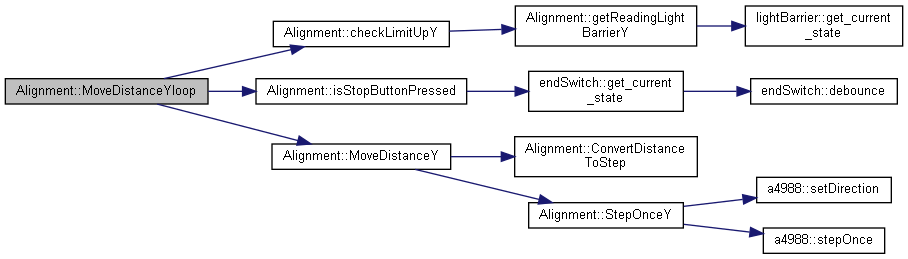 Alignment::MoveDistanceYloop
Alignment::checkLimitUpY
Alignment::getReadingLight
BarrierY
lightBarrier::get_current
_state
Alignment::isStopButtonPressed
endSwitch::get_current
_state
endSwitch::debounce
Alignment::MoveDistanceY
Alignment::ConvertDistance
ToStep
Alignment::StepOnceY
a4988::setDirection
a4988::stepOnce